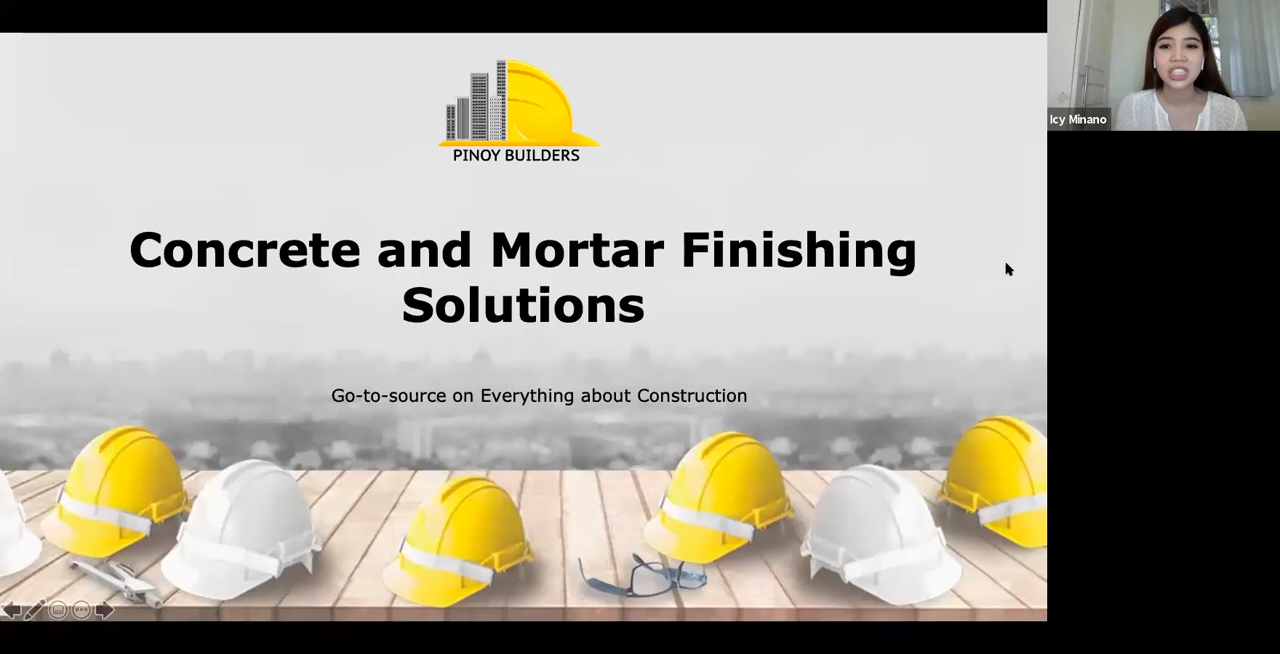 PINOY BUILDERS
Concrete and Mortar Finishing
Solutions
Go-to-source on Everything about Construction
Icy Minano